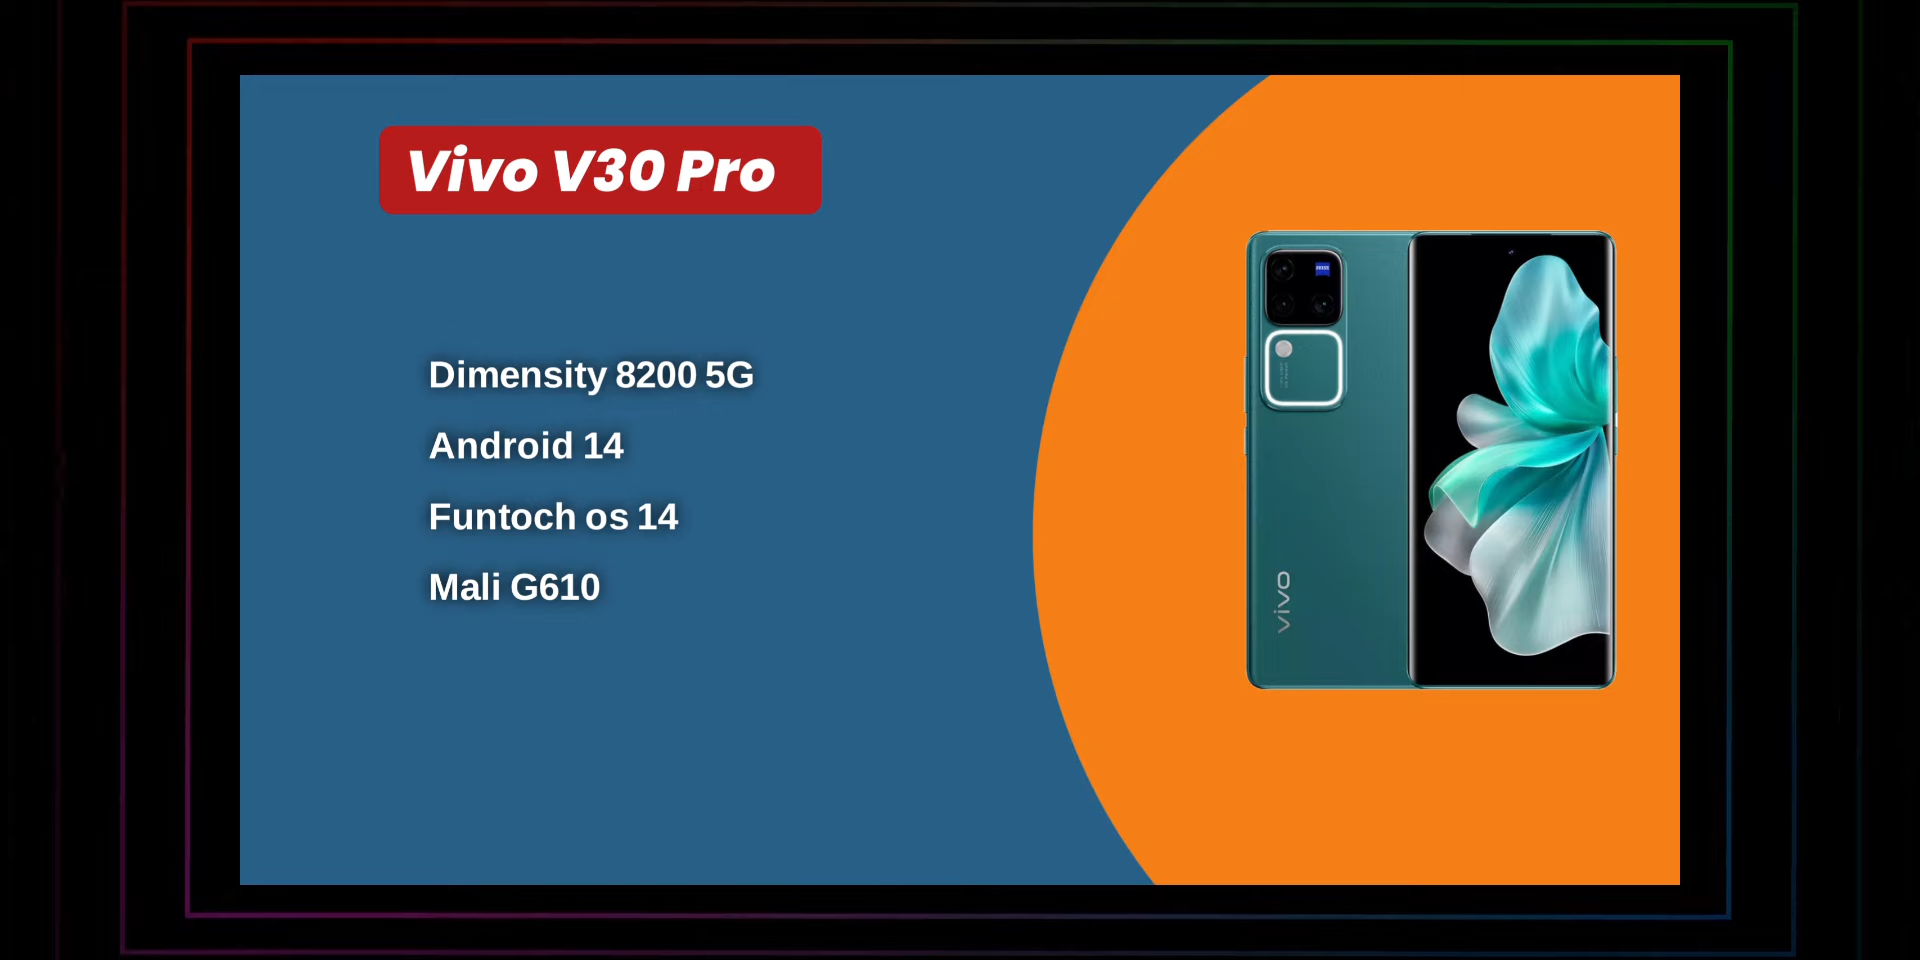 Vivo V30 Pro
Dimensity 8200 5G
Android 14
Funtoch os 14
Mali G610
vivo